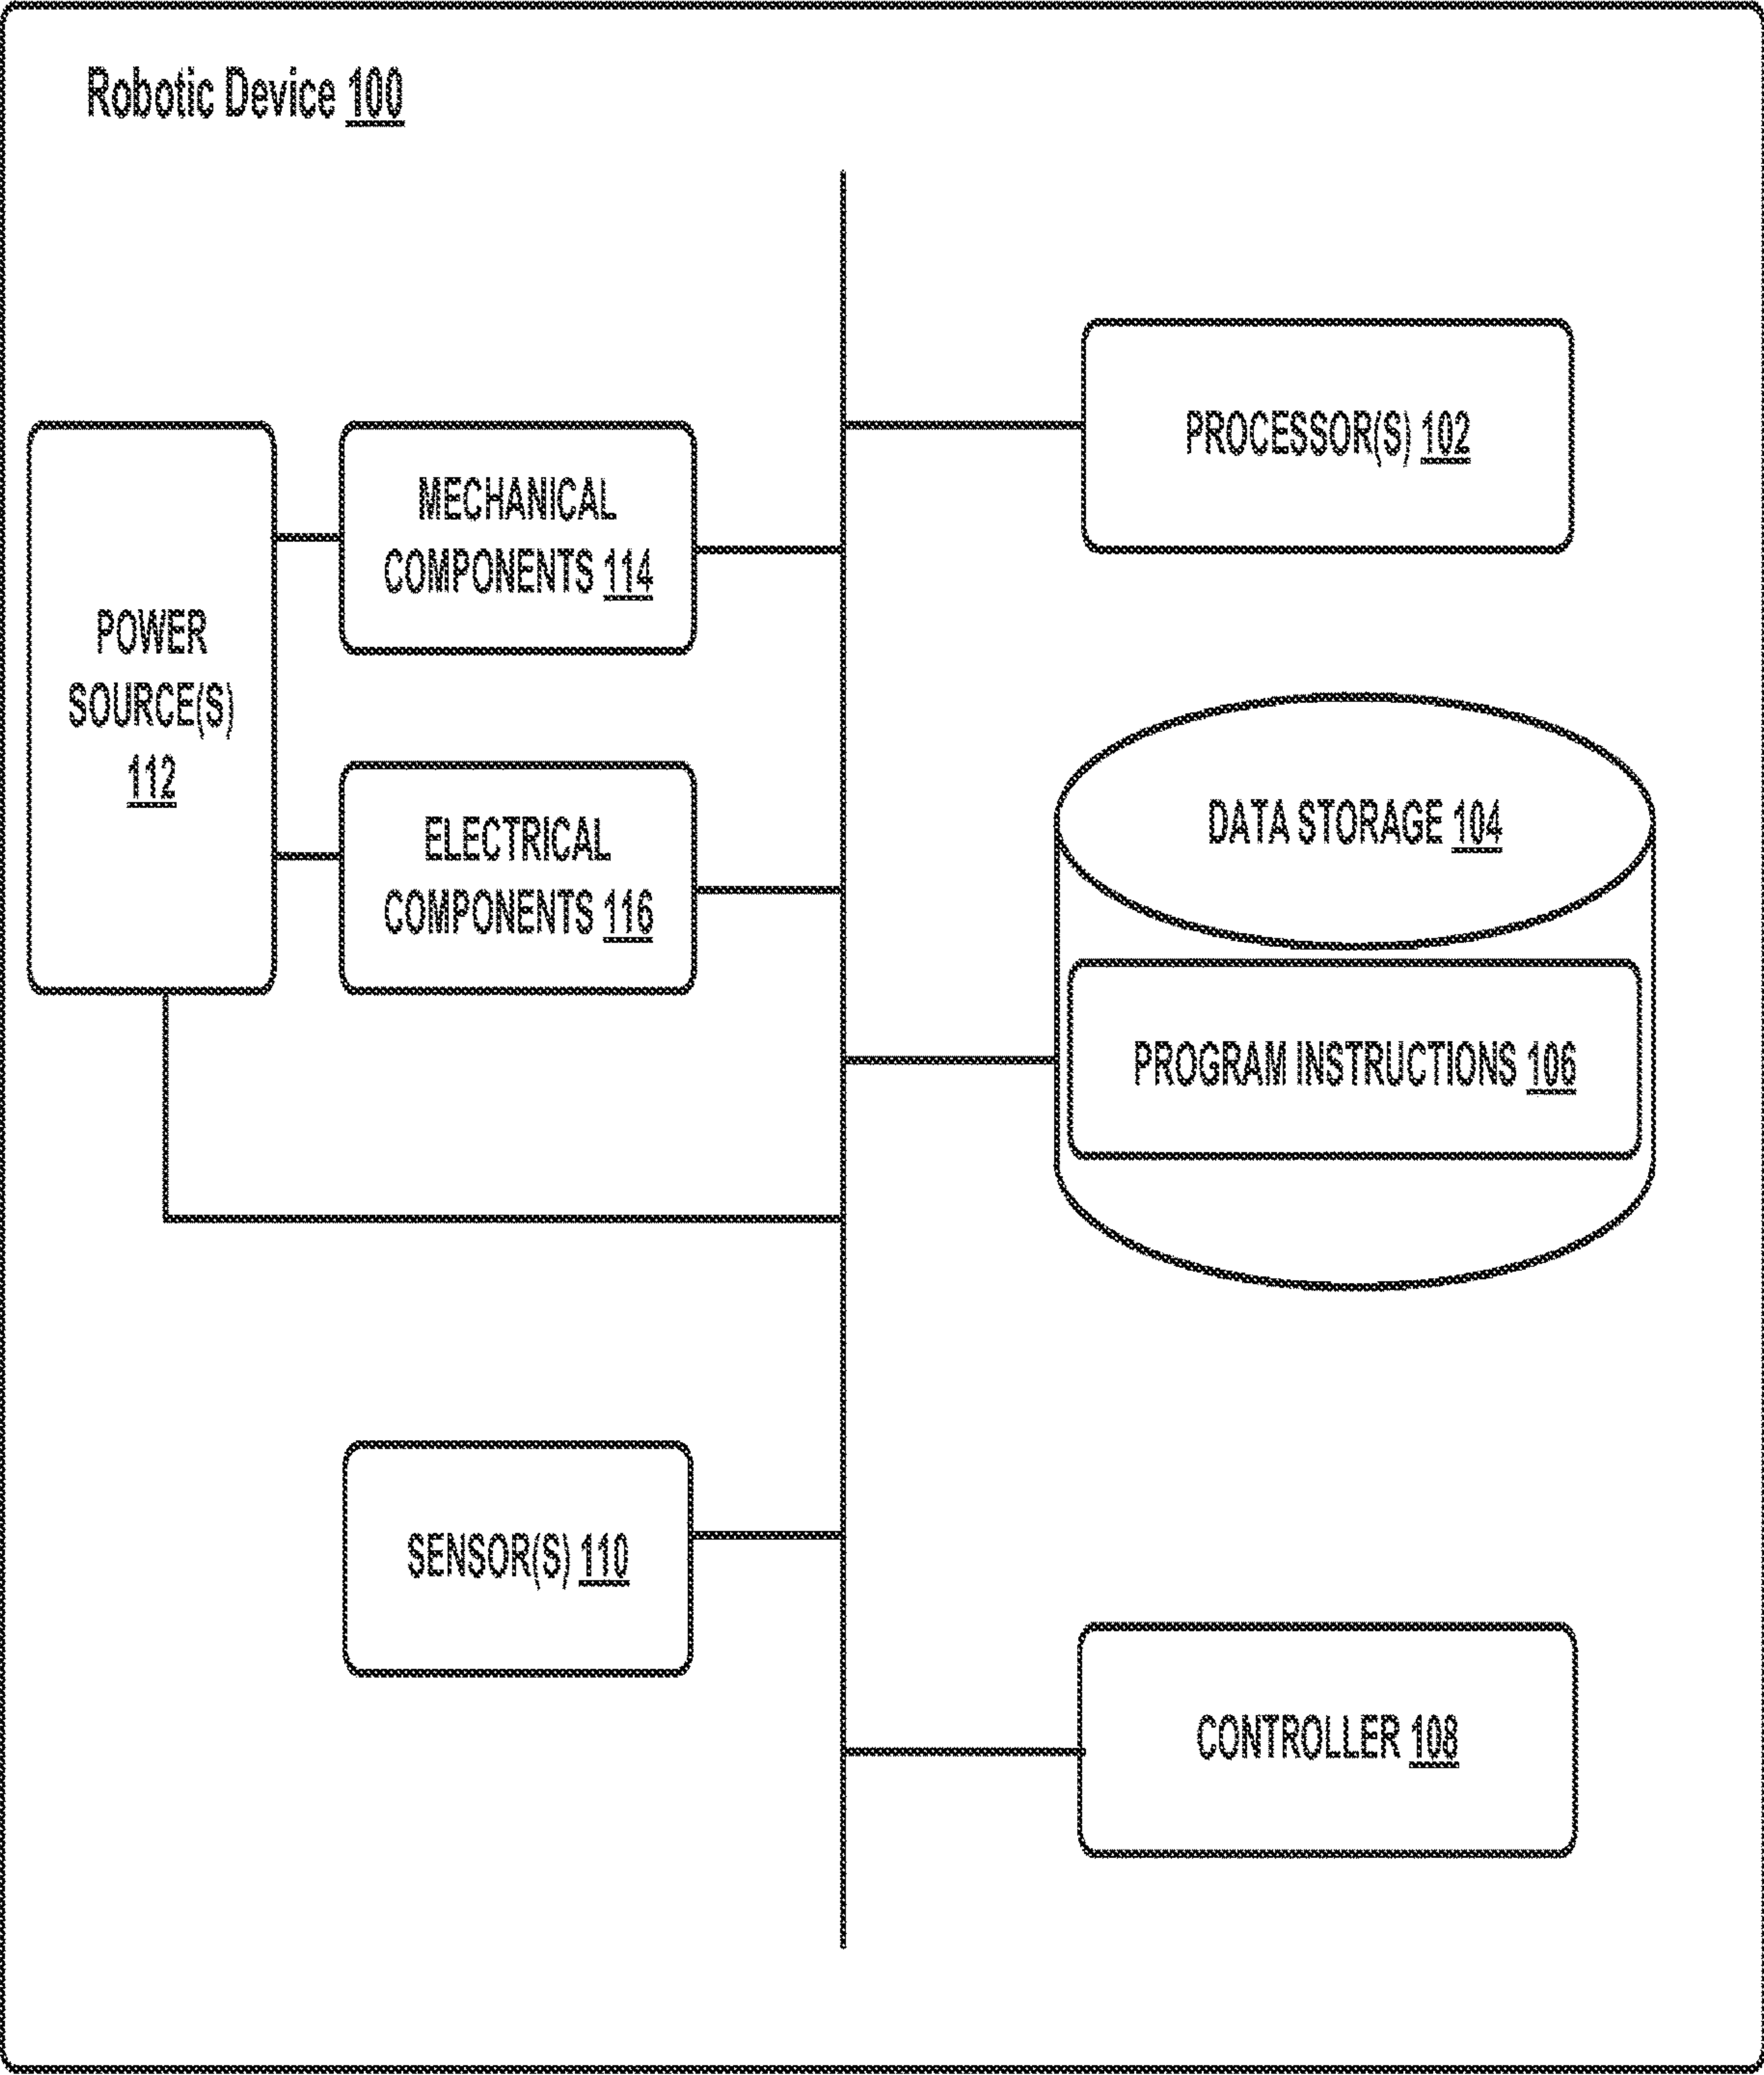 Robotic Device 100
PROCESSOR(S) 102
MECHANICAL
COMPONENTS 114
POWER
SOURCE(S)
112
ELECTRICAL
COMPONENTS 116
DATA STORAGE 104
PROGRAM INSTRUCTIONS 106
SENSOR(S) 110
CONTROLLER 108